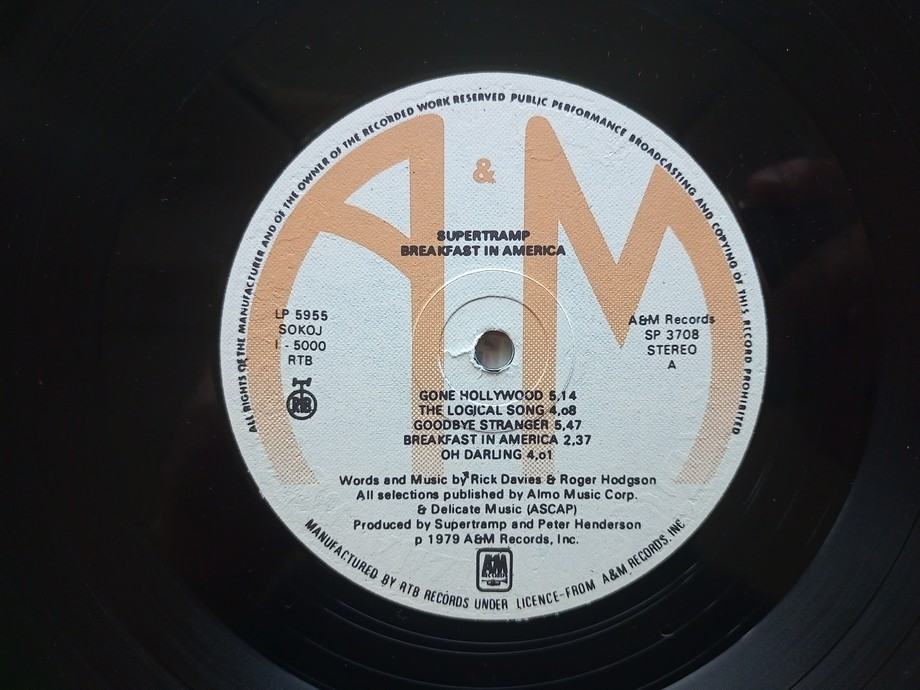 ALL RIGHTS OF THE MANUFACTURER AND OF THE OWNER OF THE RECORDED WORK RESERVED PUBLIC PERFORMANCE BROADCASTING AND COPYING OF THIS RECORD PROHIBITED
A & M
SUPERTRAMP
BREAKFAST IN AMERICA
LP 5955
SOKOJ
I - 5000
RTB
RTB
A&M Records
SP 3708
STEREO
A
GONE HOLLYWOOD 5,14
THE LOGICAL SONG 4,o8
GOODBYE STRANGER 5,47
BREAKFAST IN AMERICA 2,37
OH DARLING 4,o1
Words and Music by Rick Davies & Roger Hodgson
All selections published by Almo Music Corp.
& Delicate Music (ASCAP)
Produced by Supertramp and Peter Henderson
p 1979 A&M Records, Inc.
AM
RECORDS
MANUFACTURED BY RTB RECORDS UNDER LICENCE-FROM A&M RECORDS, INC